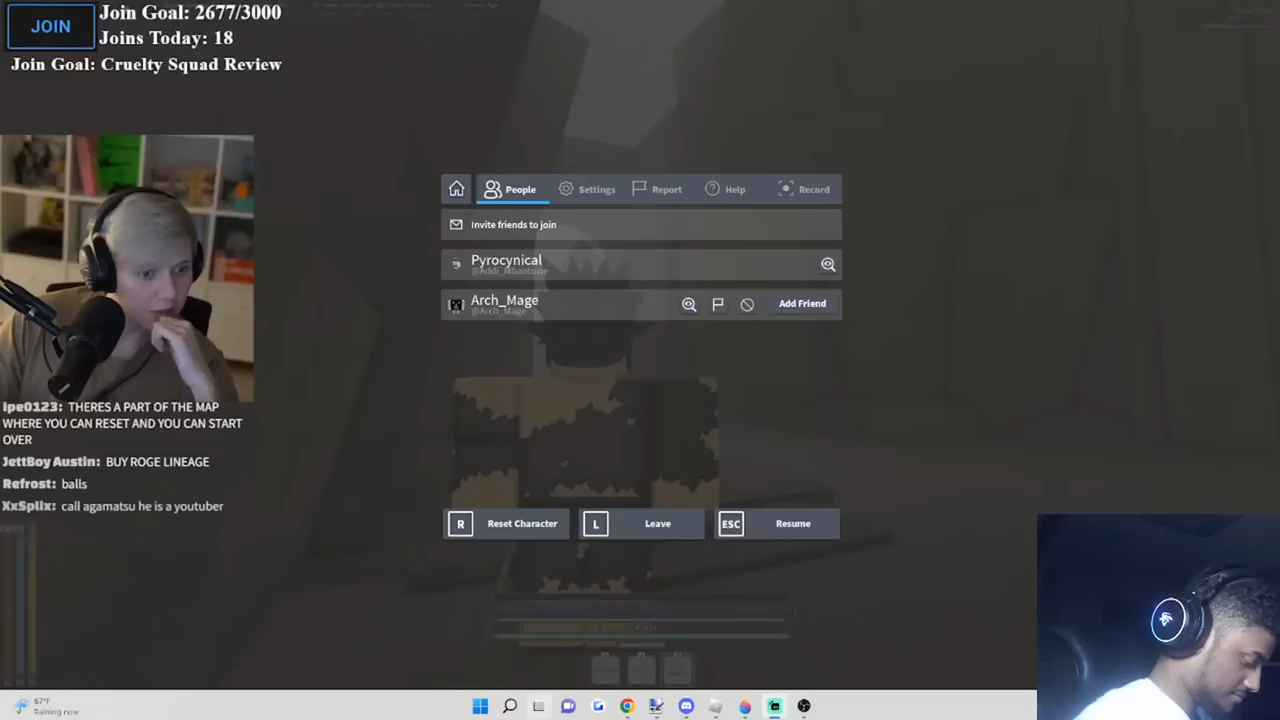 JOIN
Join Goal: 2677/3000
Joins Today: 18
Join Goal: Cruelty Squad Review
People
Settings
Report
Help
Record
Invite friends to join
Pyrocynical
Arch_Mage
@Arch_Mage
Add Friend
lpe0123: THERES A PART OF THE MAP
WHERE YOU CAN RESET AND YOU CAN START
OVER
JettBoy Austin: BUY ROGE LINEAGE
Refrost: balls
XxSplix: call agamatsu he is a youtuber
R Reset Character
L Leave
ESC Resume
67°F
Raining now